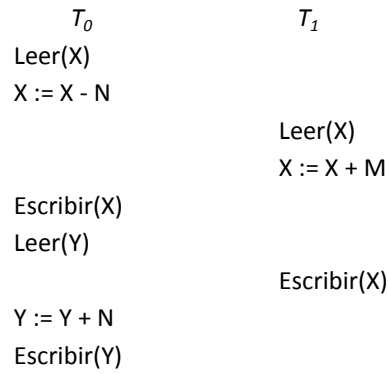 T0 T1
Leer(X)
X := X - N
Leer(X)
X := X + M
Escribir(X)
Leer(Y)
Escribir(X)
Y := Y + N
Escribir(Y)